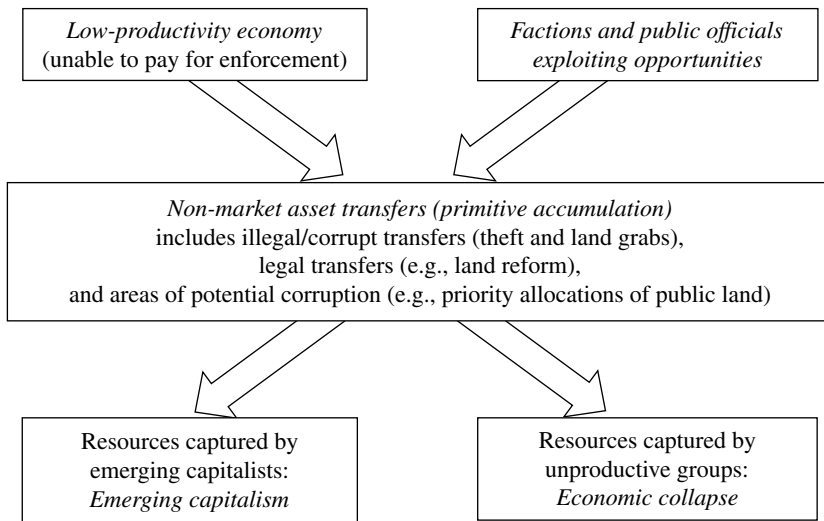 Low-productivity economy
(unable to pay for enforcement)
Factions and public officials
exploiting opportunities
Non-market asset transfers (primitive accumulation)
includes illegal/corrupt transfers (theft and land grabs),
legal transfers (e.g., land reform),
and areas of potential corruption (e.g., priority allocations of public land)
Resources captured by
emerging capitalists:
Emerging capitalism
Resources captured by
unproductive groups:
Economic collapse